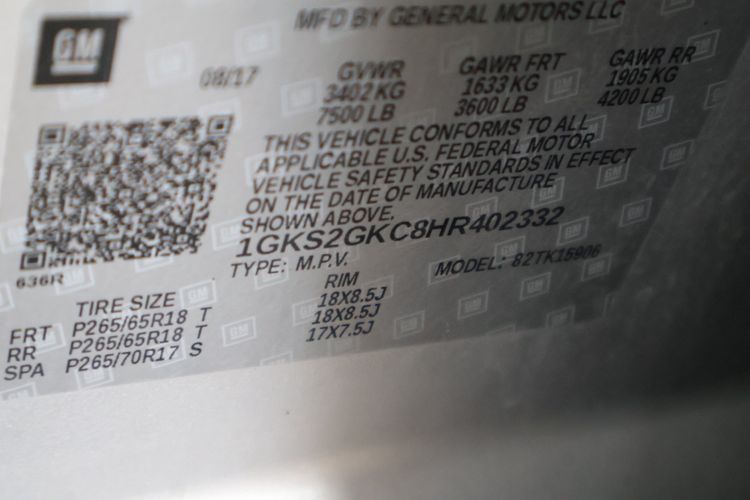 MFD BY GENERAL MOTORS LLC
GM
08/17
GVWR GAWR FRT GAWR RR
3402 KG 1633 KG 1905 KG
7500 LB 3600 LB 4200 LB
THIS VEHICLE CONFORMS TO ALL
APPLICABLE U.S. FEDERAL MOTOR
VEHICLE SAFETY STANDARDS IN EFFECT
ON THE DATE OF MANUFACTURE
SHOWN ABOVE.
1GKS2GKC8HR402332
636R
TYPE: M.P.V. MODEL: 82TK15906
TIRE SIZE RIM
FRT P265/65R18 T 18X8.5J
RR P265/65R18 T 18X8.5J
SPA P265/70R17 S 17X7.5J